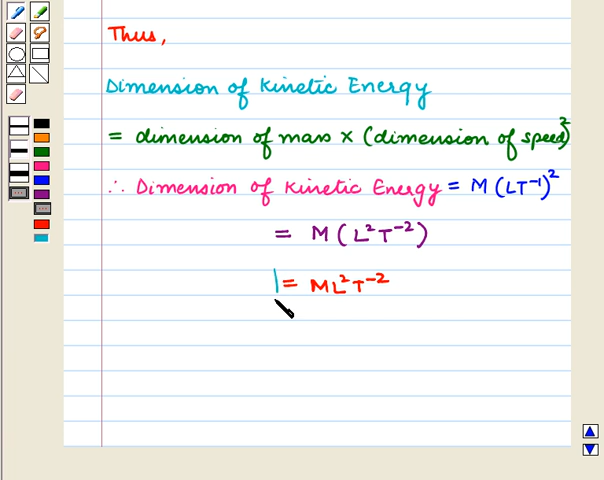 Thus,
Dimension of Kinetic Energy
= dimension of mass × (dimension of speed)²
∴ Dimension of Kinetic Energy = M(LT⁻¹)²
= M(L²T⁻²)
= ML²T⁻²